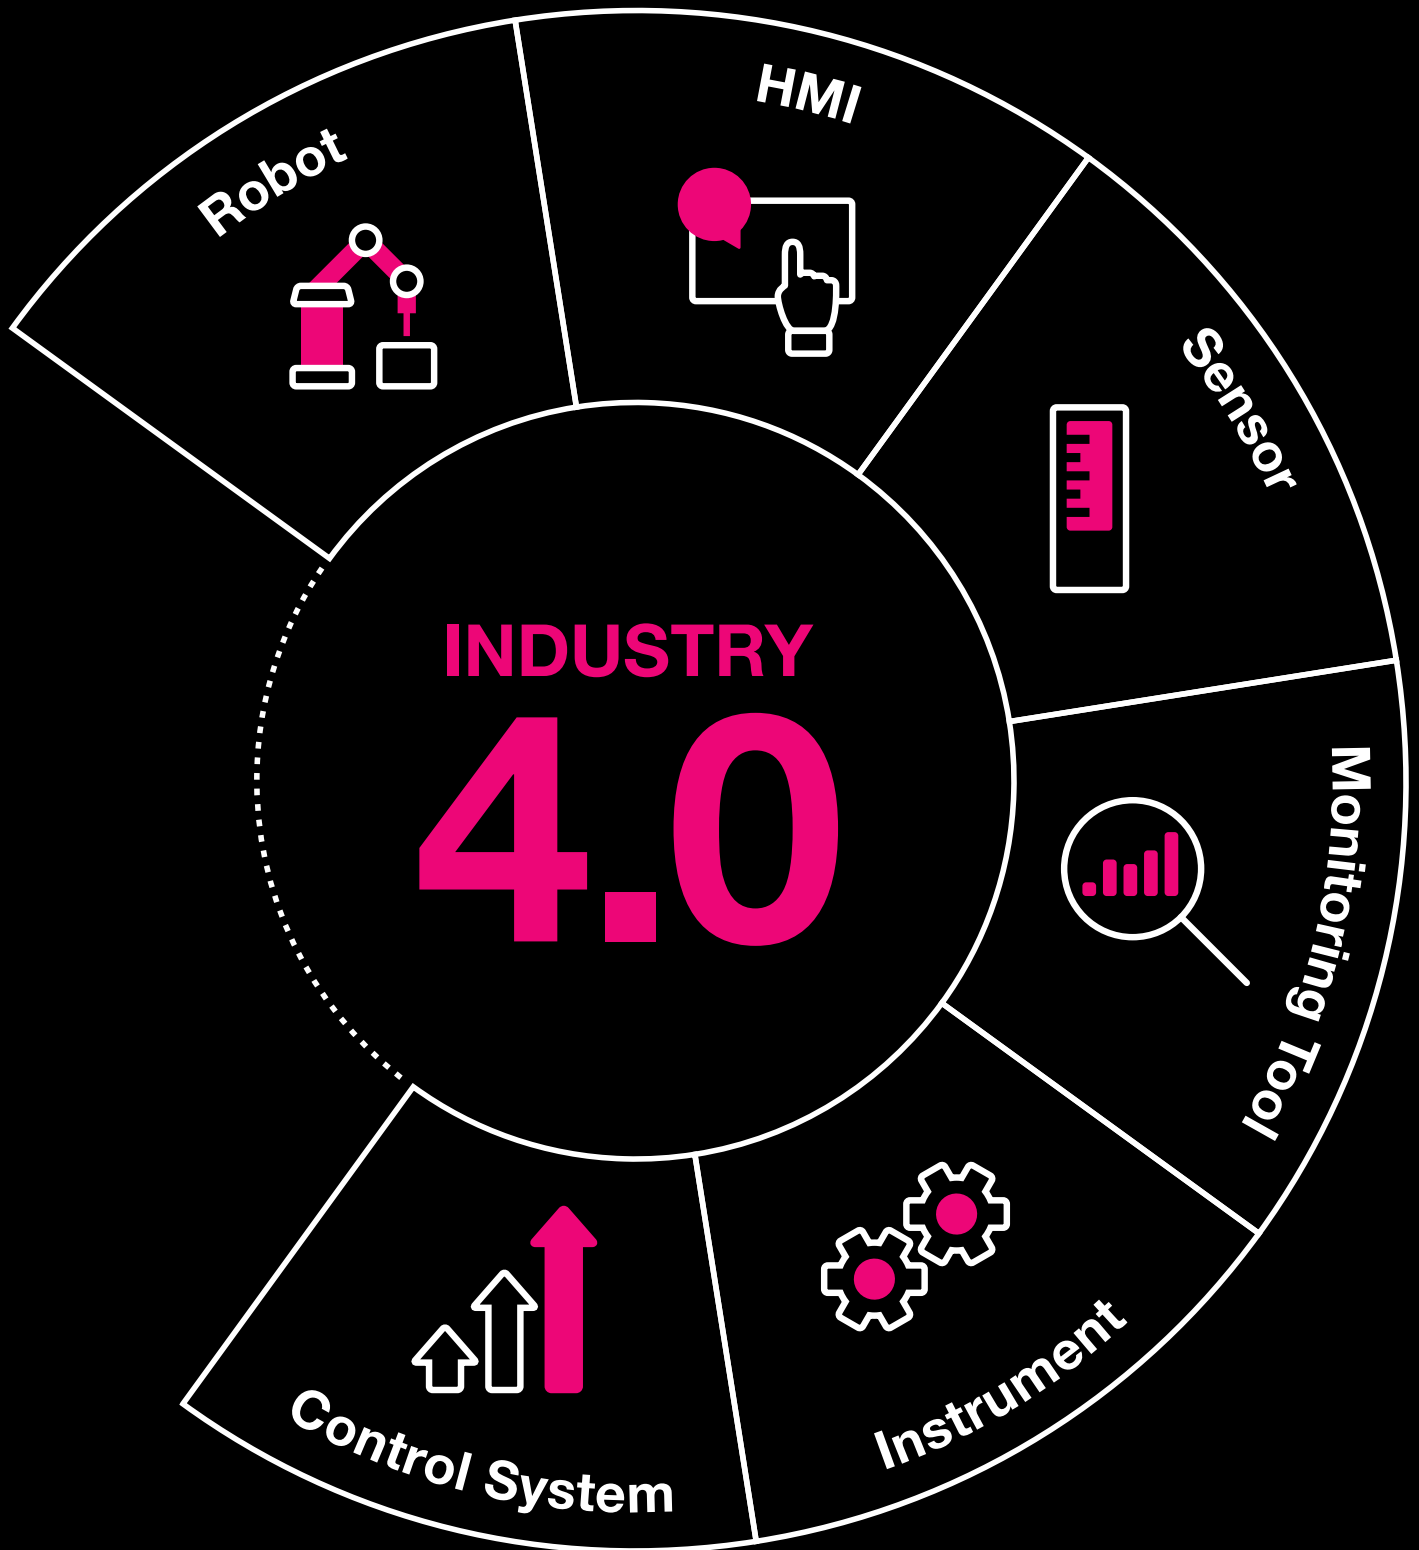 Robot
HMI
Sensor
Monitoring Tool
Instrument
Control System
INDUSTRY
4.0